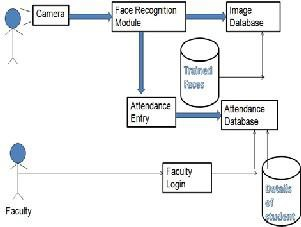 Camera
Face Recognition
Module
Image
Database
Trained
Faces
Attendance
Entry
Attendance
Database
Faculty
Login
Details
of
student
Faculty